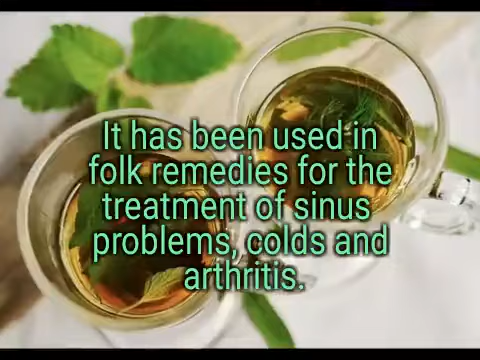 It has been used in
folk remedies for the
treatment of sinus
problems, colds and
arthritis.